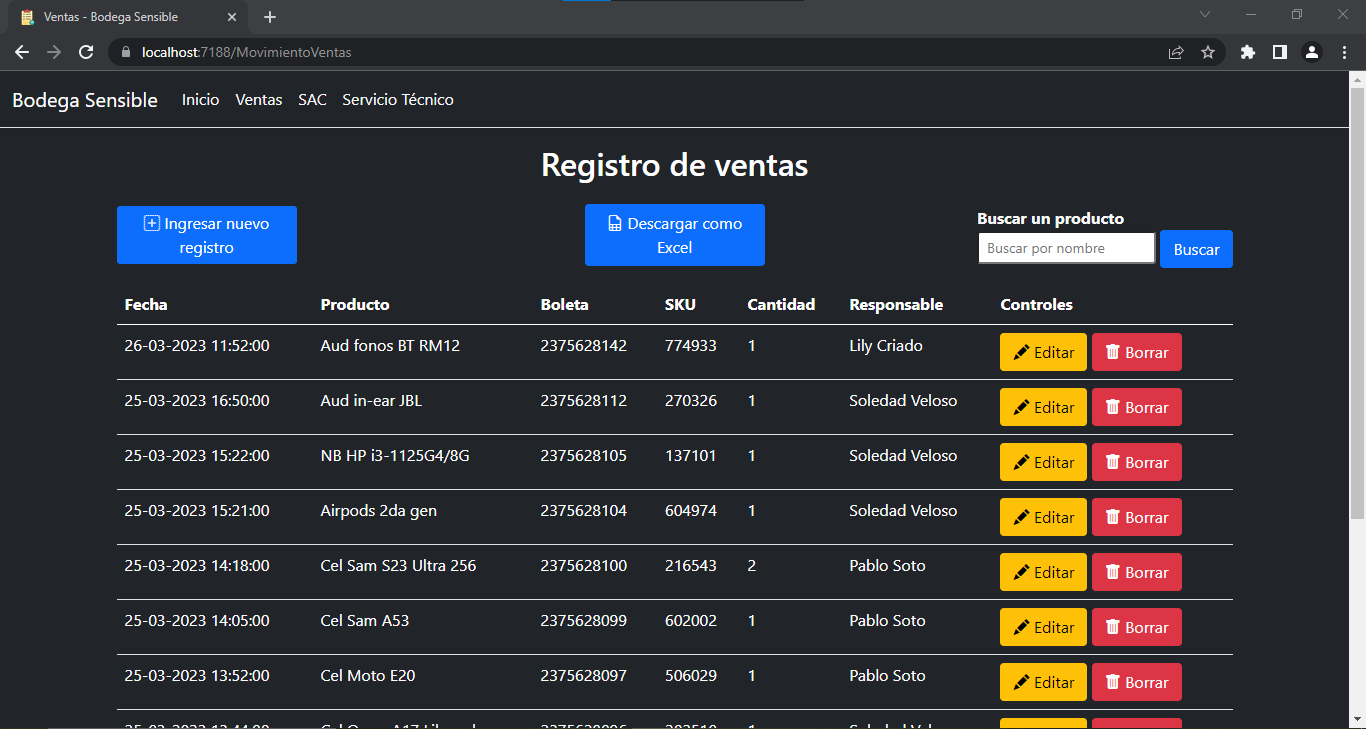 Ventas - Bodega Sensible
localhost:7188/MovimientoVentas
Bodega Sensible Inicio Ventas SAC Servicio Técnico
Registro de ventas
Ingresar nuevo
registro
Descargar como
Excel
Buscar un producto
Buscar por nombre Buscar
Fecha Producto Boleta SKU Cantidad Responsable Controles
26-03-2023 11:52:00 Aud fonos BT RM12 2375628142 774933 1 Lily Criado Editar Borrar
25-03-2023 16:50:00 Aud in-ear JBL 2375628112 270326 1 Soledad Veloso Editar Borrar
25-03-2023 15:22:00 NB HP i3-1125G4/8G 2375628105 137101 1 Soledad Veloso Editar Borrar
25-03-2023 15:21:00 Airpods 2da gen 2375628104 604974 1 Soledad Veloso Editar Borrar
25-03-2023 14:18:00 Cel Sam S23 Ultra 256 2375628100 216543 2 Pablo Soto Editar Borrar
25-03-2023 14:05:00 Cel Sam A53 2375628099 602002 1 Pablo Soto Editar Borrar
25-03-2023 13:52:00 Cel Moto E20 2375628097 506029 1 Pablo Soto Editar Borrar